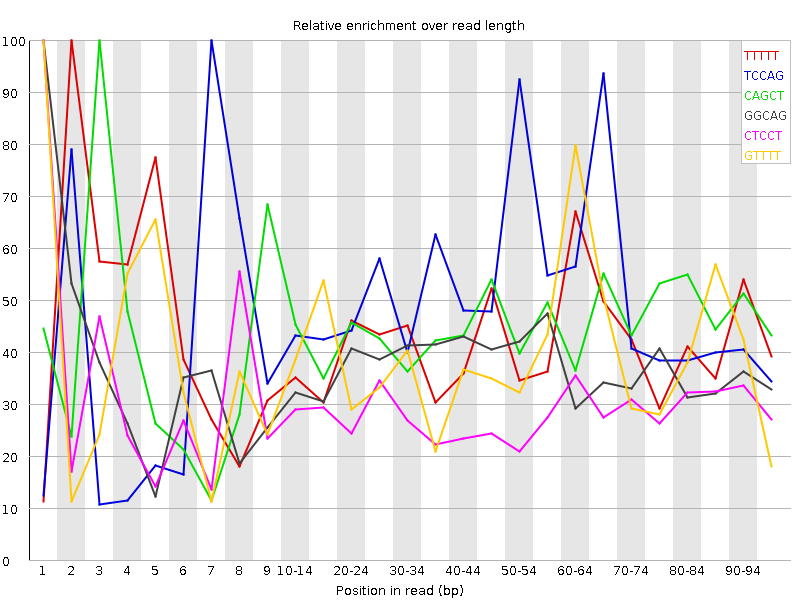 Relative enrichment over read length
100
90
80
70
60
50
40
30
20
10
0
TTTTT
TCCAG
CAGCT
GGCAG
CTCCT
GTTTT
1 2 3 4 5 6 7 8 9 10-14 20-24 30-34 40-44 50-54 60-64 70-74 80-84 90-94
Position in read (bp)